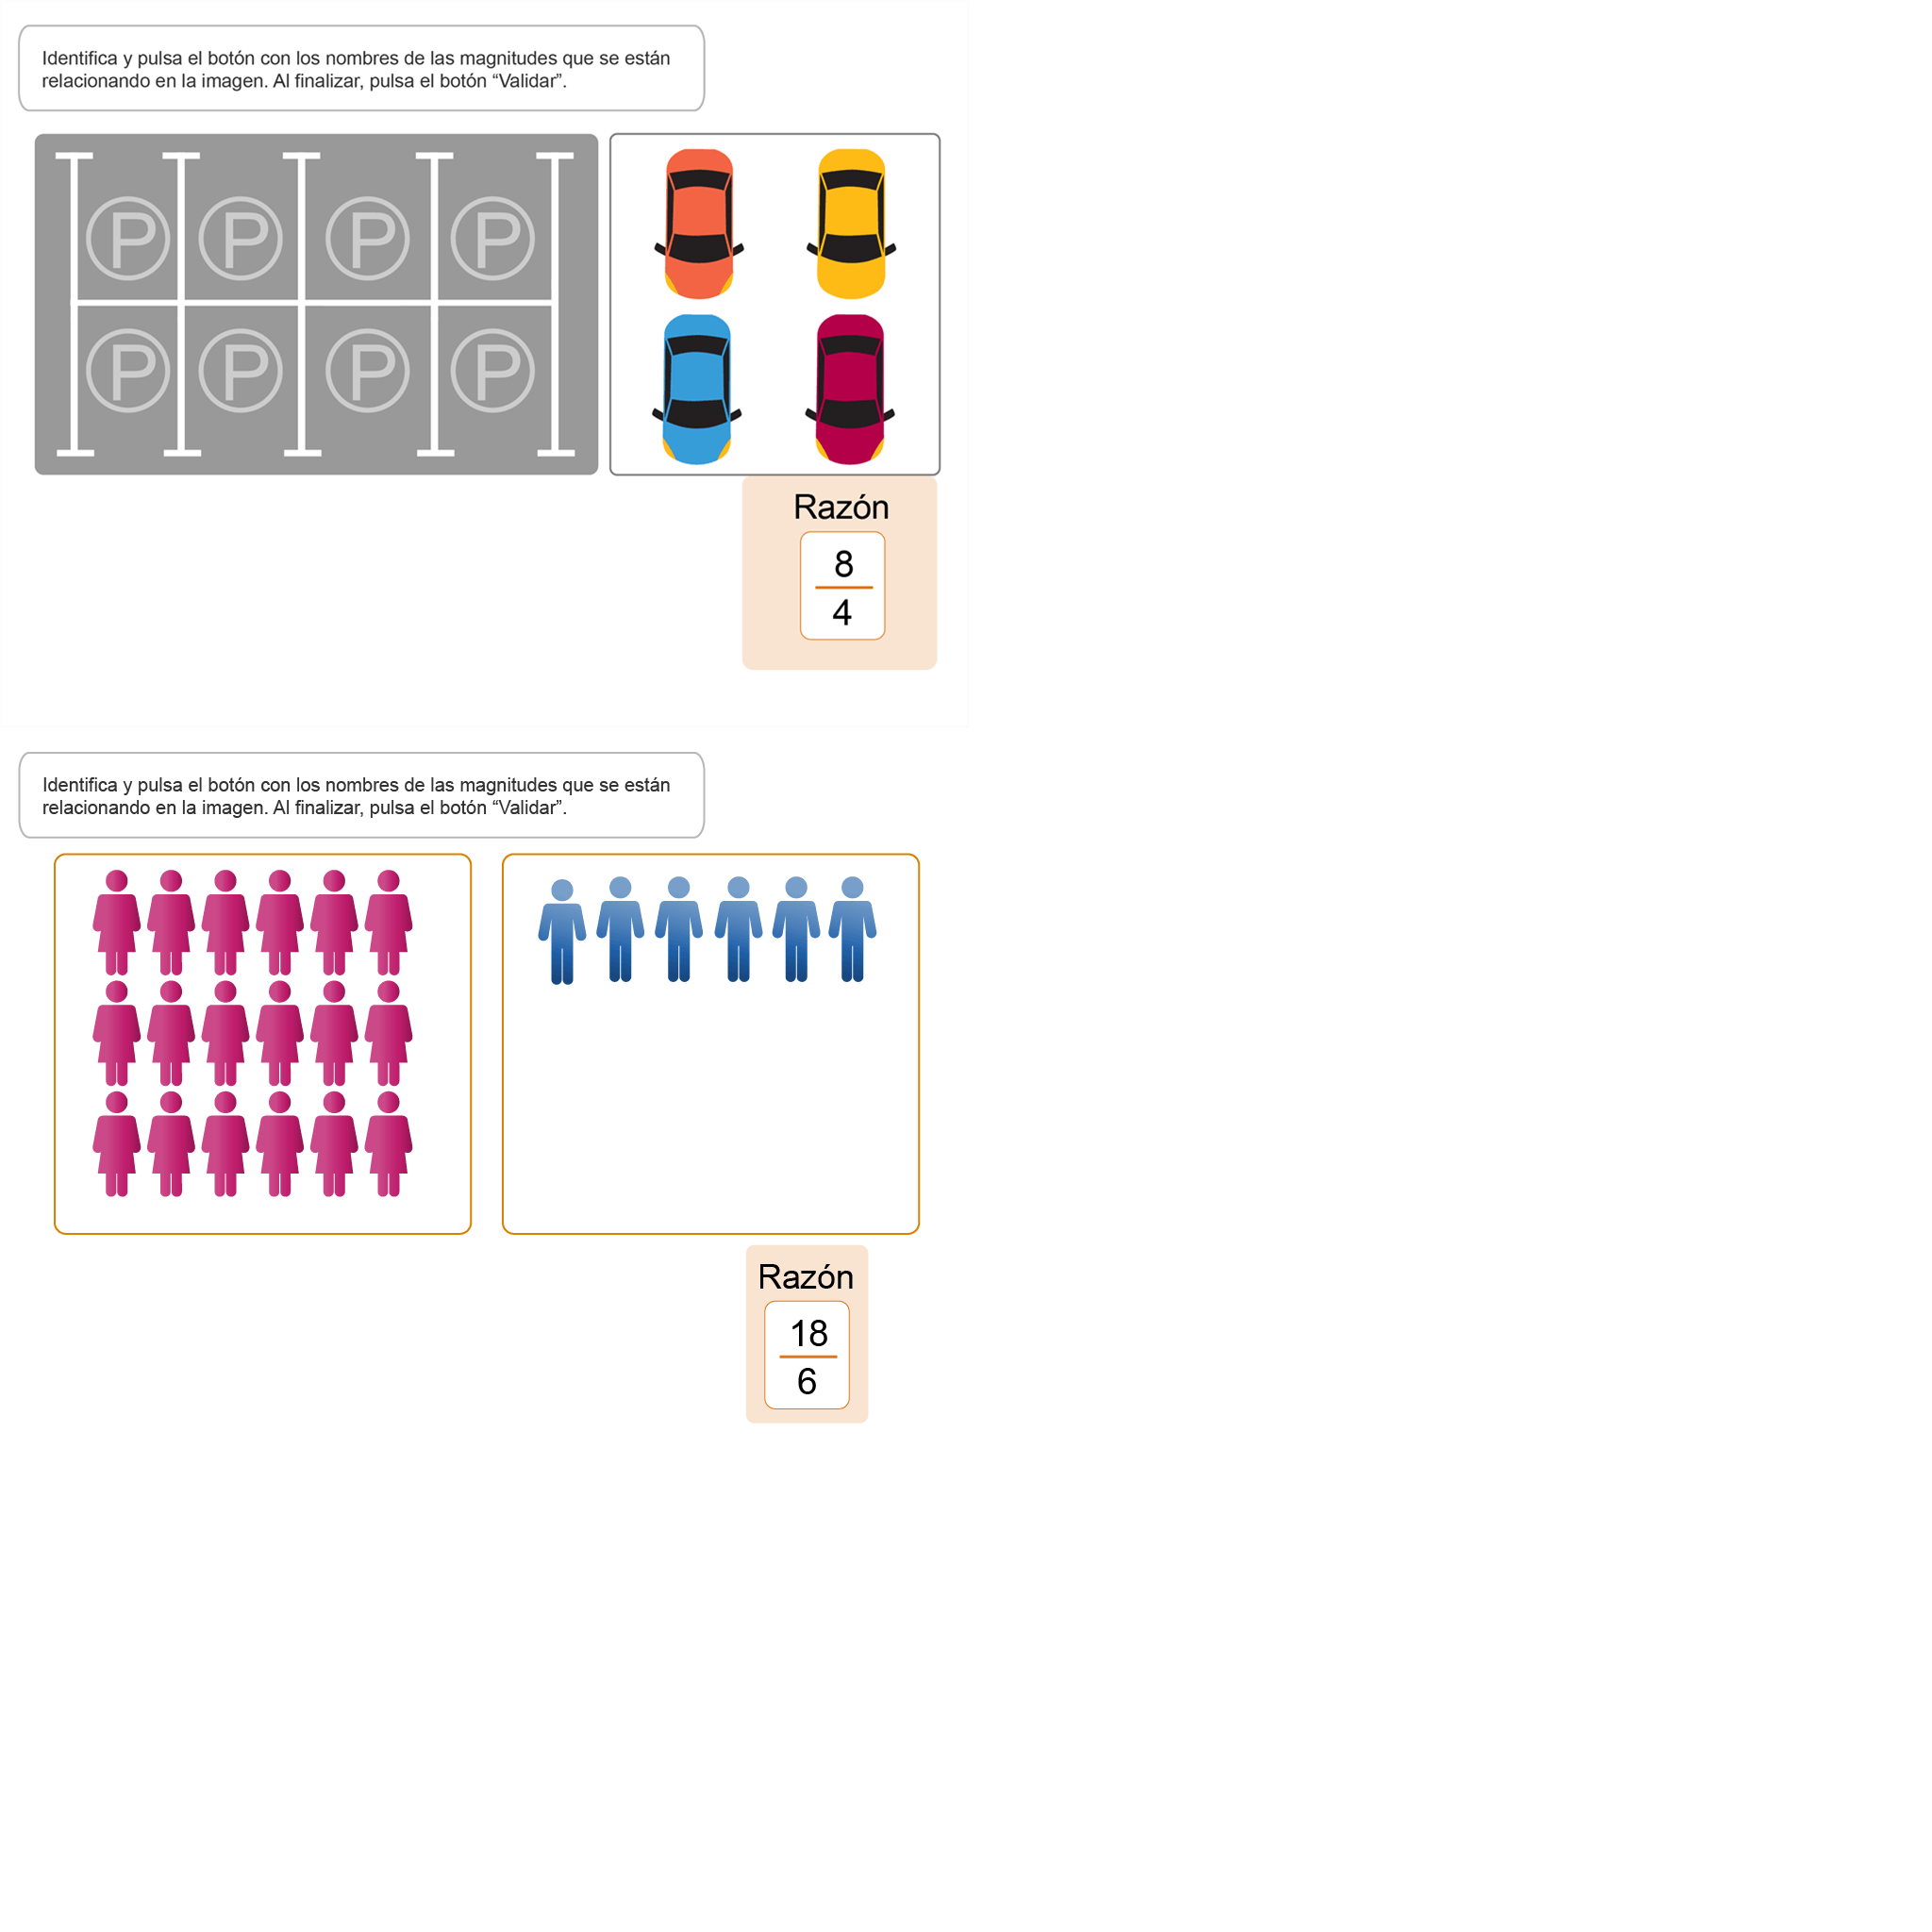 Identifica y pulsa el botón con los nombres de las magnitudes que se están
relacionando en la imagen. Al finalizar, pulsa el botón “Validar”.
P P P P
P P P P
Razón
8
4
Identifica y pulsa el botón con los nombres de las magnitudes que se están
relacionando en la imagen. Al finalizar, pulsa el botón “Validar”.
Razón
18
6